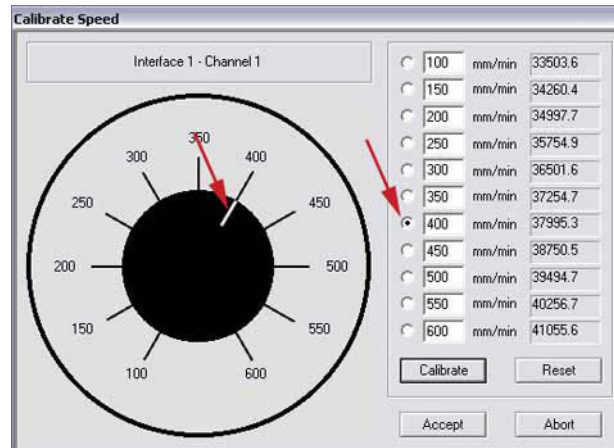 Calibrate Speed
Interface 1 - Channel 1
350
300
400
250
450
200
500
150
550
100
600
100 mm/min 33503.6
150 mm/min 34260.4
200 mm/min 34997.7
250 mm/min 35754.9
300 mm/min 36501.6
350 mm/min 37254.7
400 mm/min 37995.3
450 mm/min 38750.5
500 mm/min 39494.7
550 mm/min 40256.7
600 mm/min 41055.6
Calibrate Reset
Accept Abort